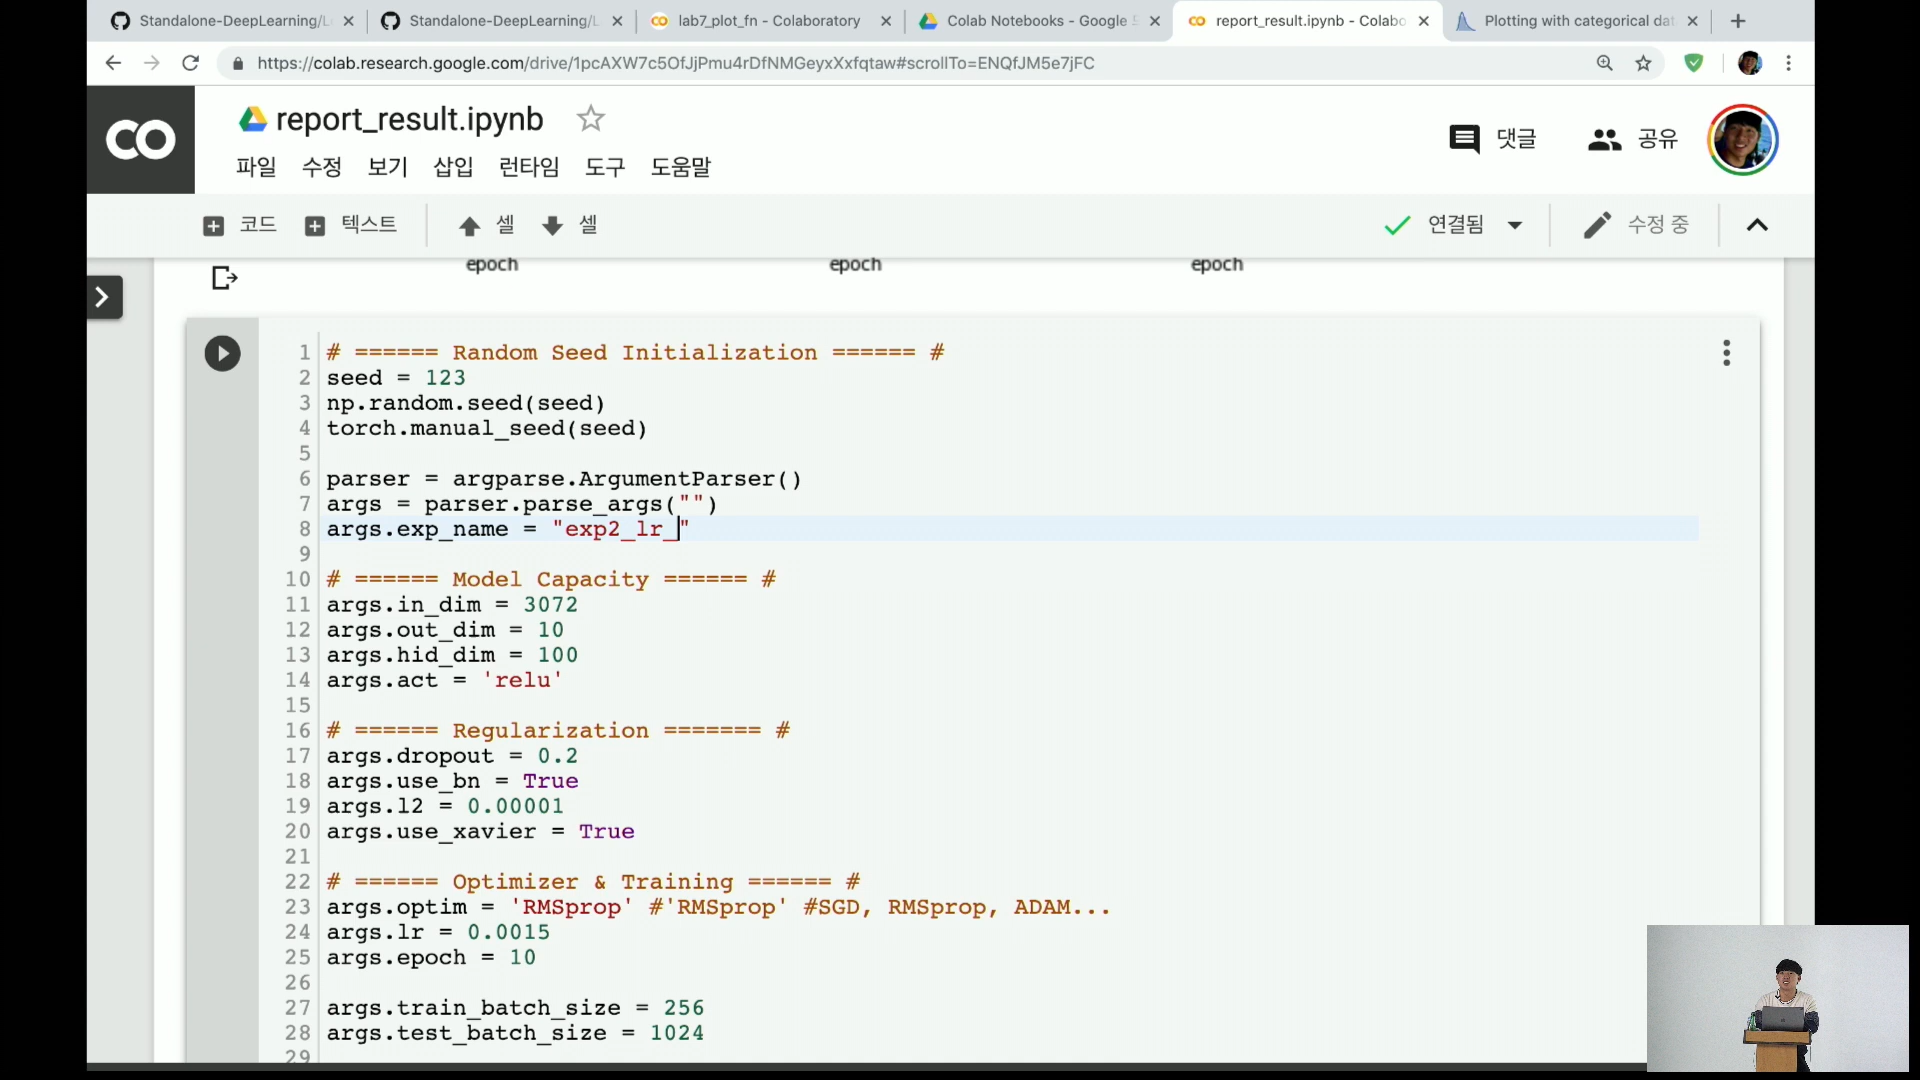 Standalone-DeepLearning/L
Standalone-DeepLearning/L
lab7_plot_fn - Colaboratory
Colab Notebooks - Google
report_result.ipynb - Colabo
Plotting with categorical dat
https://colab.research.google.com/drive/1pcAXW7c5OfJjPmu4rDfNMGeyxXxfqtaw#scrollTo=ENQfJM5e7jFC
CO
report_result.ipynb
댓글
공유
파일 수정 보기 삽입 런타임 도구 도움말
코드 텍스트 셀 셀
연결됨 수정 중
epoch epoch epoch
1 # ====== Random Seed Initialization ====== #
2 seed = 123
3 np.random.seed(seed)
4 torch.manual_seed(seed)
5
6 parser = argparse.ArgumentParser()
7 args = parser.parse_args("")
8 args.exp_name = "exp2_lr_"
9
10 # ====== Model Capacity ====== #
11 args.in_dim = 3072
12 args.out_dim = 10
13 args.hid_dim = 100
14 args.act = 'relu'
15
16 # ====== Regularization ======= #
17 args.dropout = 0.2
18 args.use_bn = True
19 args.l2 = 0.00001
20 args.use_xavier = True
21
22 # ====== Optimizer & Training ====== #
23 args.optim = 'RMSprop' #'RMSprop' #SGD, RMSprop, ADAM...
24 args.lr = 0.0015
25 args.epoch = 10
26
27 args.train_batch_size = 256
28 args.test_batch_size = 1024
29